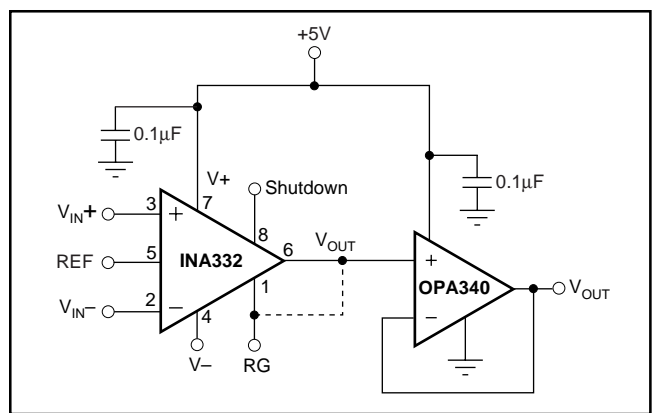 +5V
0.1μF
V+
7
Shutdown
0.1μF
VIN+
3
+
8
6
VOUT
REF
5
INA332
+
OPA340
VOUT
VIN−
2
−
1
−
4
V−
RG